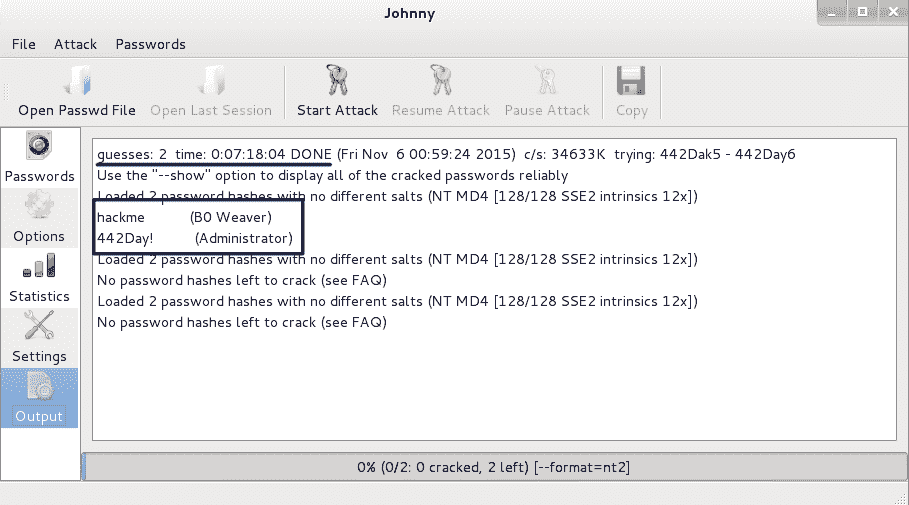 Johnny
File Attack Passwords
Open Passwd File Open Last Session Start Attack Resume Attack Pause Attack Copy
Passwords
Options
Statistics
Settings
Output
guesses: 2 time: 0:07:18:04 DONE (Fri Nov 6 00:59:24 2015) c/s: 34633K trying: 442Dak5 - 442Day6
Use the "--show" option to display all of the cracked passwords reliably
Loaded 2 password hashes with no different salts (NT MD4 [128/128 SSE2 intrinsics 12x])
hackme (B0 Weaver)
442Day! (Administrator)
Loaded 2 password hashes with no different salts (NT MD4 [128/128 SSE2 intrinsics 12x])
No password hashes left to crack (see FAQ)
Loaded 2 password hashes with no different salts (NT MD4 [128/128 SSE2 intrinsics 12x])
No password hashes left to crack (see FAQ)
0% (0/2: 0 cracked, 2 left) [--format=nt2]